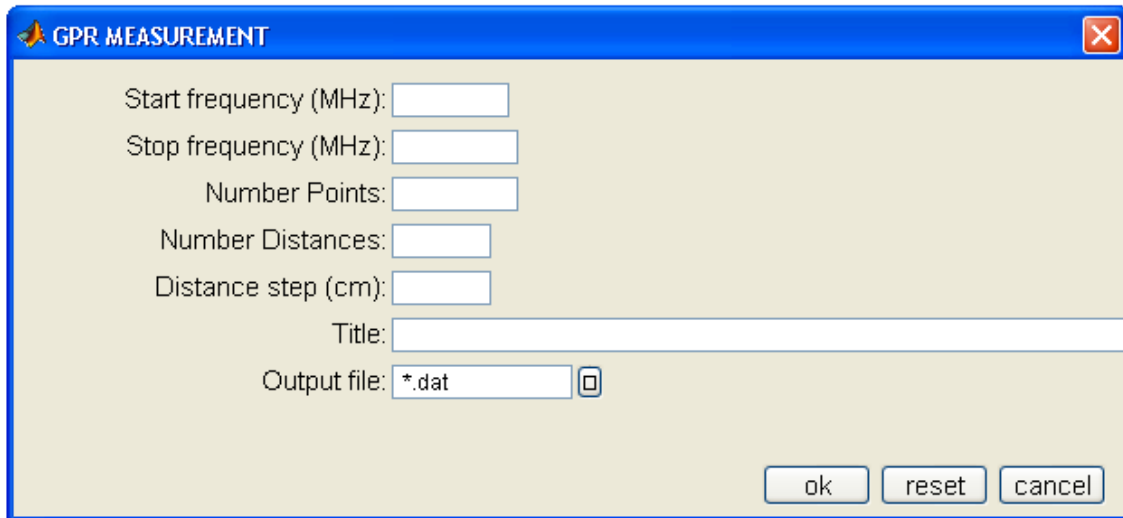 GPR MEASUREMENT
Start frequency (MHz):
Stop frequency (MHz):
Number Points:
Number Distances:
Distance step (cm):
Title:
Output file: *.dat
ok reset cancel